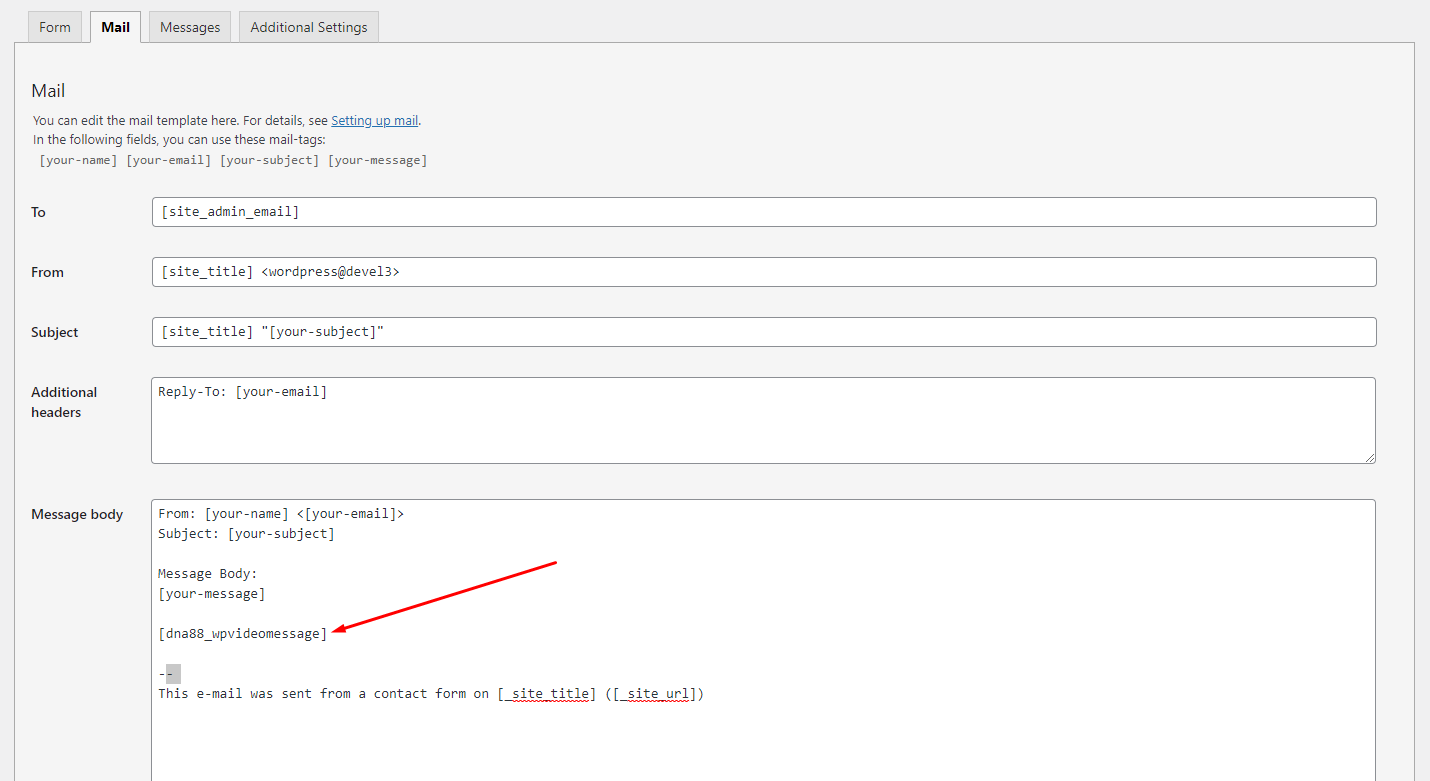 Form Mail Messages Additional Settings
Mail
You can edit the mail template here. For details, see Setting up mail.
In the following fields, you can use these mail-tags:
[your-name] [your-email] [your-subject] [your-message]
To [site_admin_email]
From [site_title] <wordpress@devel3>
Subject [site_title] "[your-subject]"
Additional headers Reply-To: [your-email]
Message body From: [your-name] <[your-email]>
Subject: [your-subject]
Message Body:
[your-message]
[dna88_wpvideomessage]
--
This e-mail was sent from a contact form on [_site_title] ([_site_url])